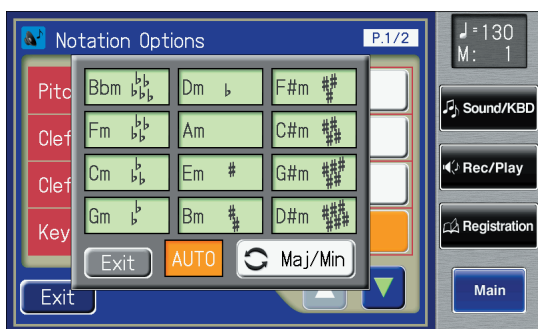 Notation Options P.1/2
♩=130
M: 1
Pitc
Clef
Clef
Key
Bbm Dm F#m
Fm Am C#m
Cm Em G#m
Gm Bm D#m
Exit AUTO Maj/Min
Exit
Sound/KBD
Rec/Play
Registration
Main